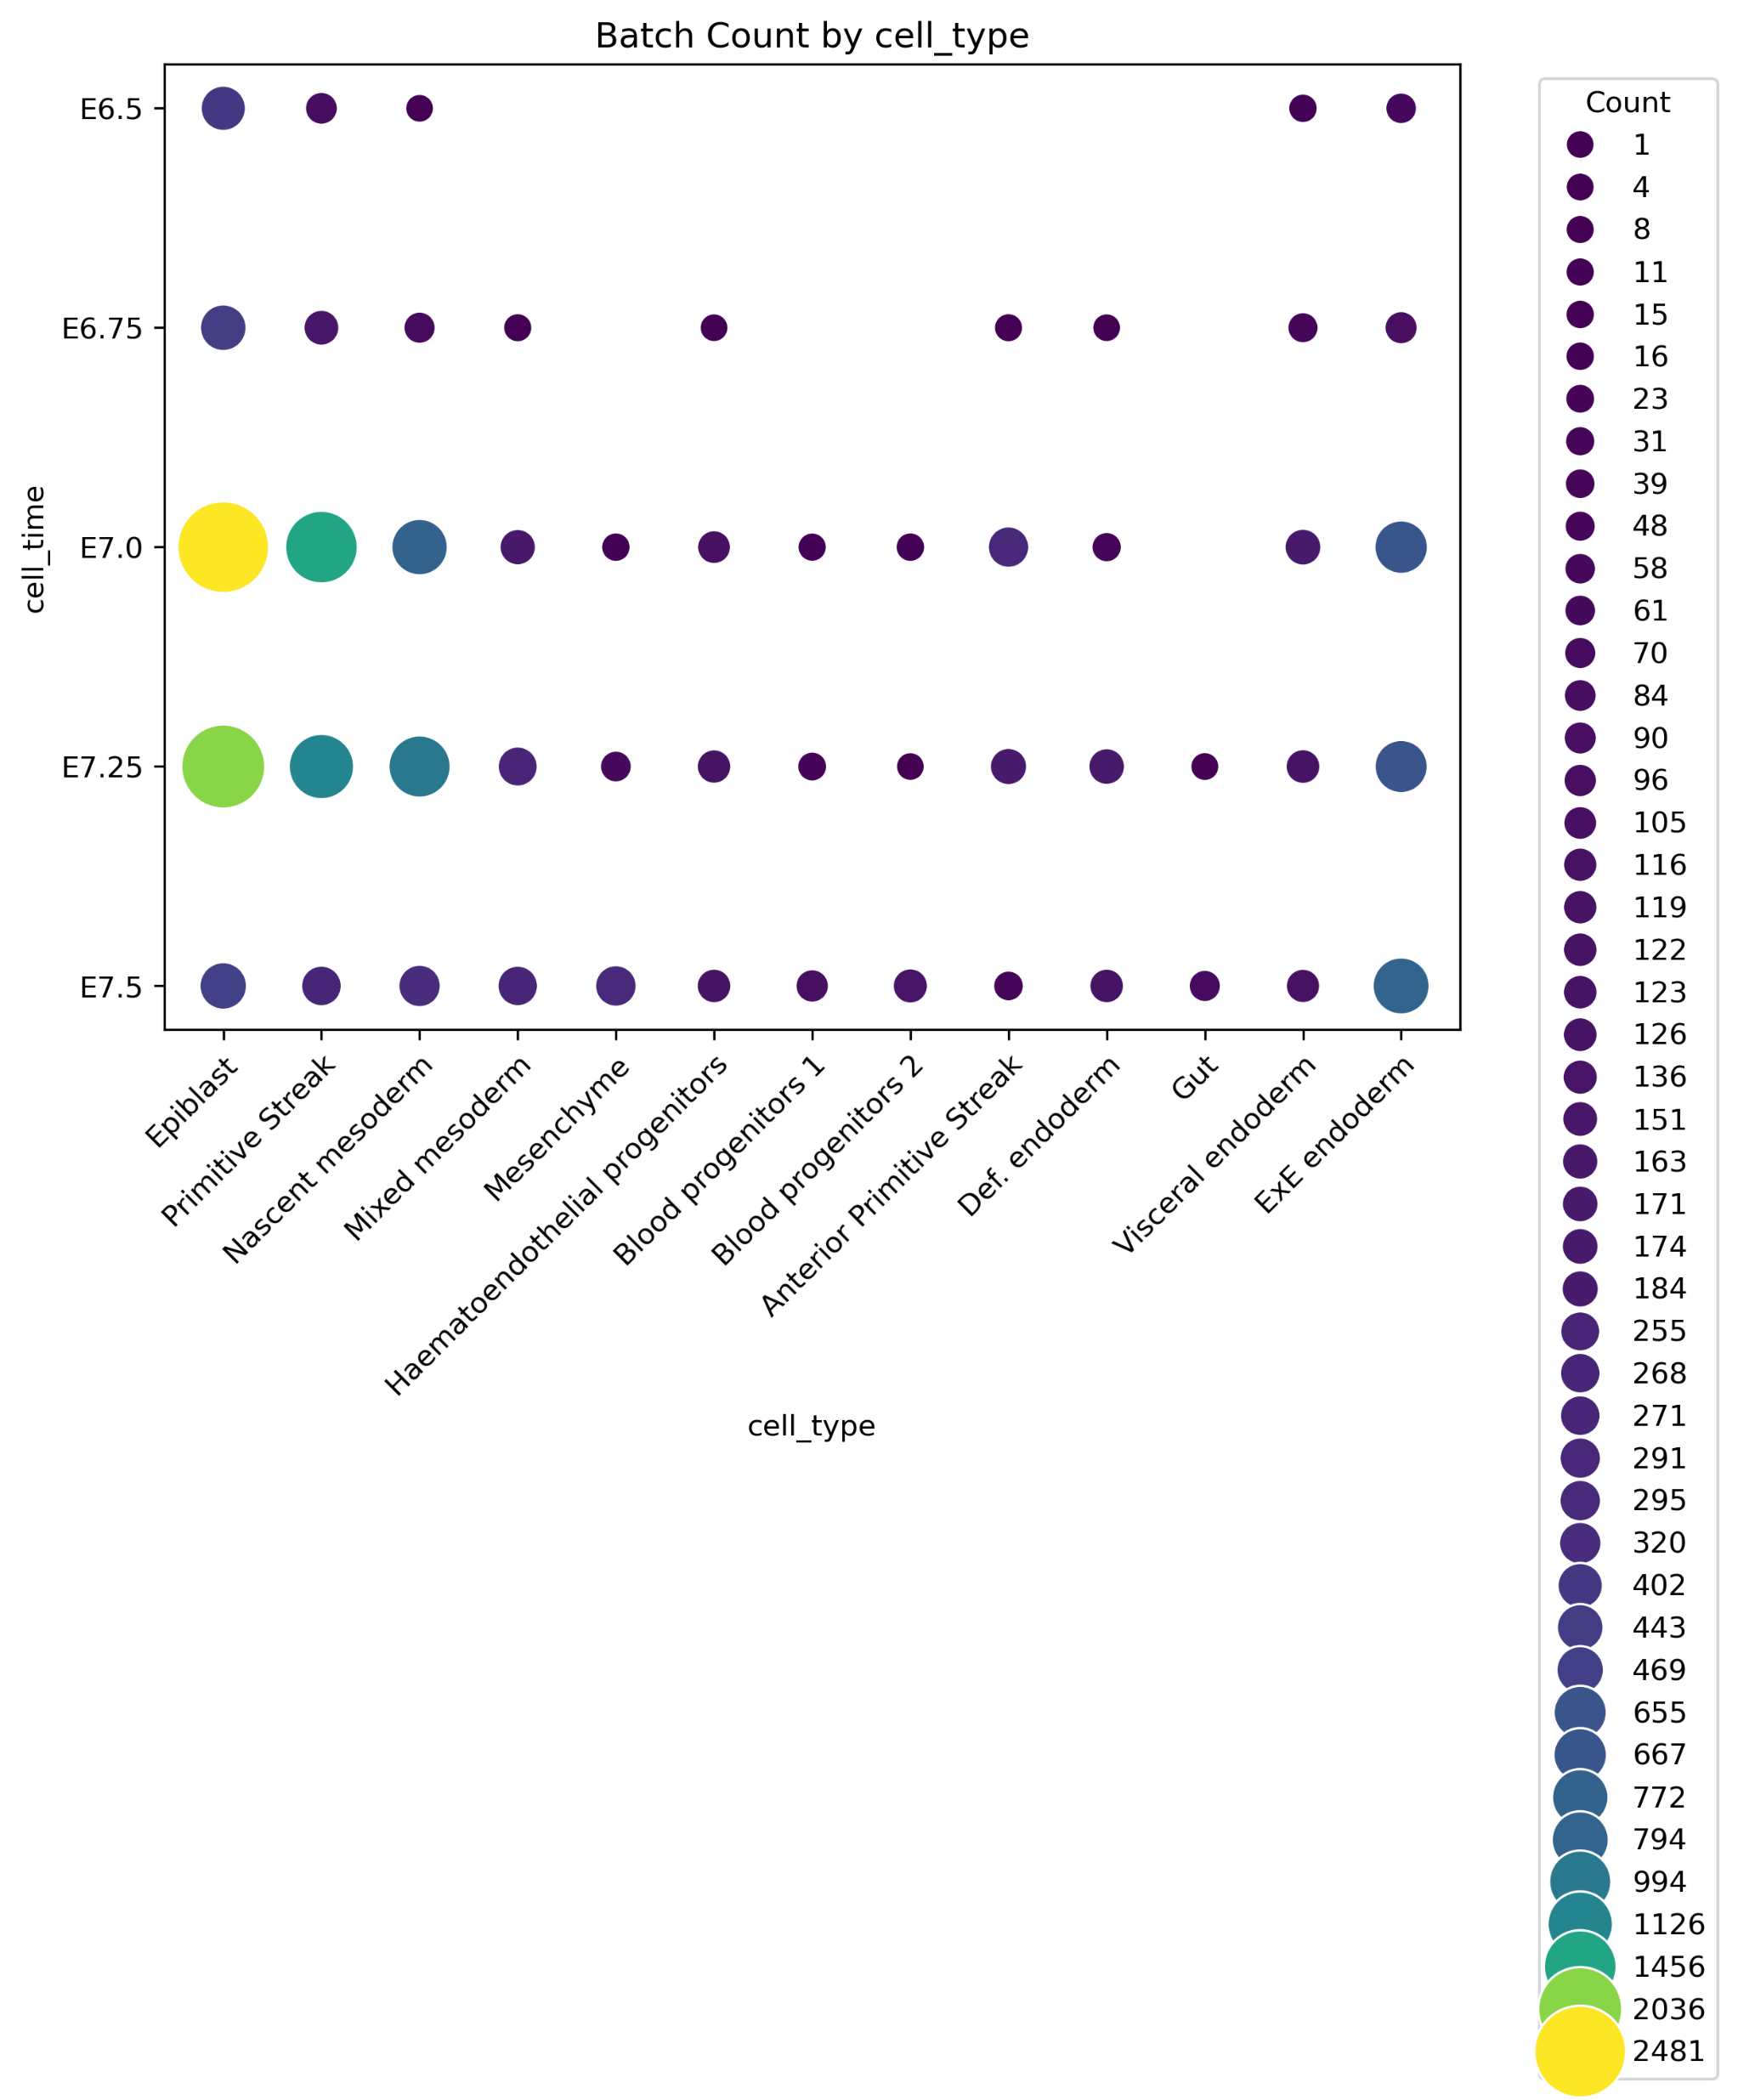 Batch Count by cell_type
cell_time
E6.5
E6.75
E7.0
E7.25
E7.5
Epiblast
Primitive Streak
Nascent mesoderm
Mixed mesoderm
Mesenchyme
Haematoendothelial progenitors
Blood progenitors 1
Blood progenitors 2
Anterior Primitive Streak
Def. endoderm
Gut
Visceral endoderm
ExE endoderm
cell_type
Count
1
4
8
11
15
16
23
31
39
48
58
61
70
84
90
96
105
116
119
122
123
126
136
151
163
171
174
184
255
268
271
291
295
320
402
443
469
655
667
772
794
994
1126
1456
2036
2481